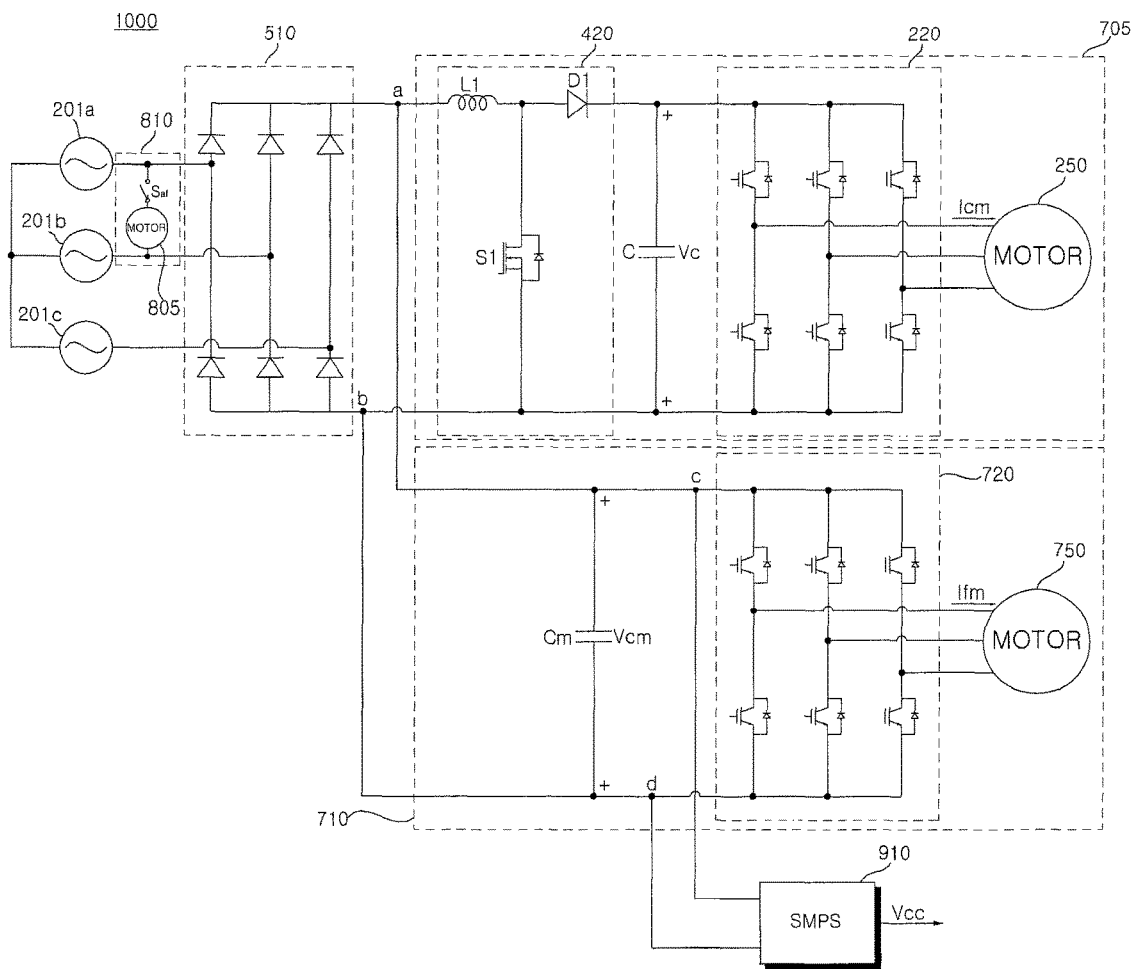 1000
510
420
220
705
201a
810
a
L1
D1
+
250
Saf
Icm
MOTOR
201b
MOTOR
S1
C
Vc
805
201c
b
+
c
720
+
750
Ifm
Cm
Vcm
MOTOR
+
d
710
910
SMPS
Vcc